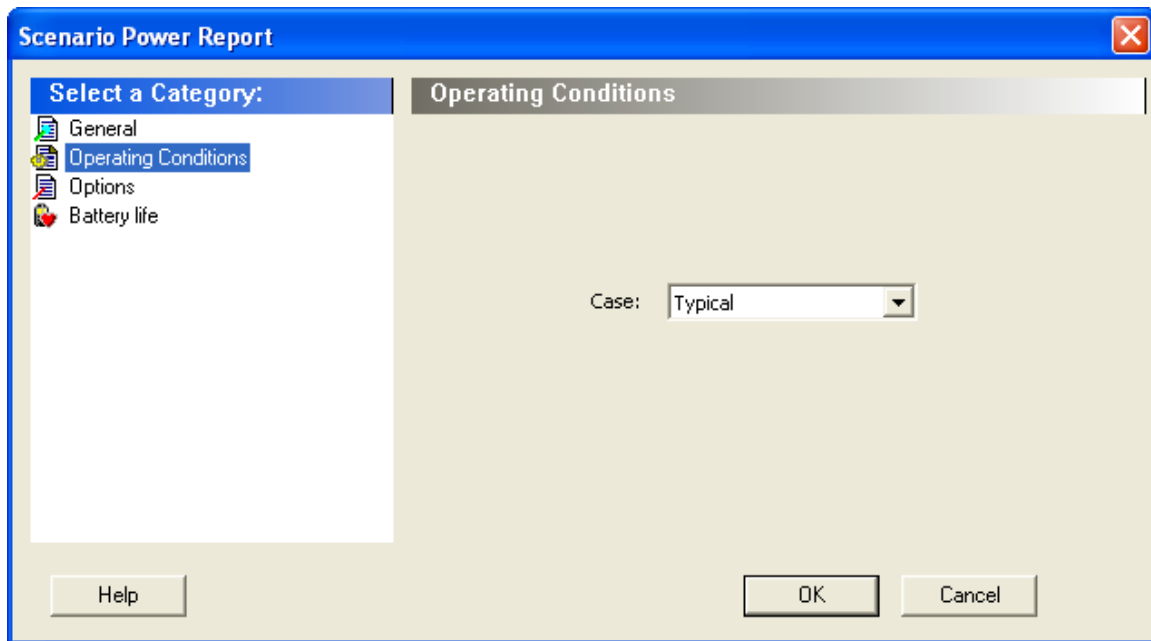 Scenario Power Report
Select a Category:
General
Operating Conditions
Options
Battery life
Operating Conditions
Case: Typical
Help
OK
Cancel